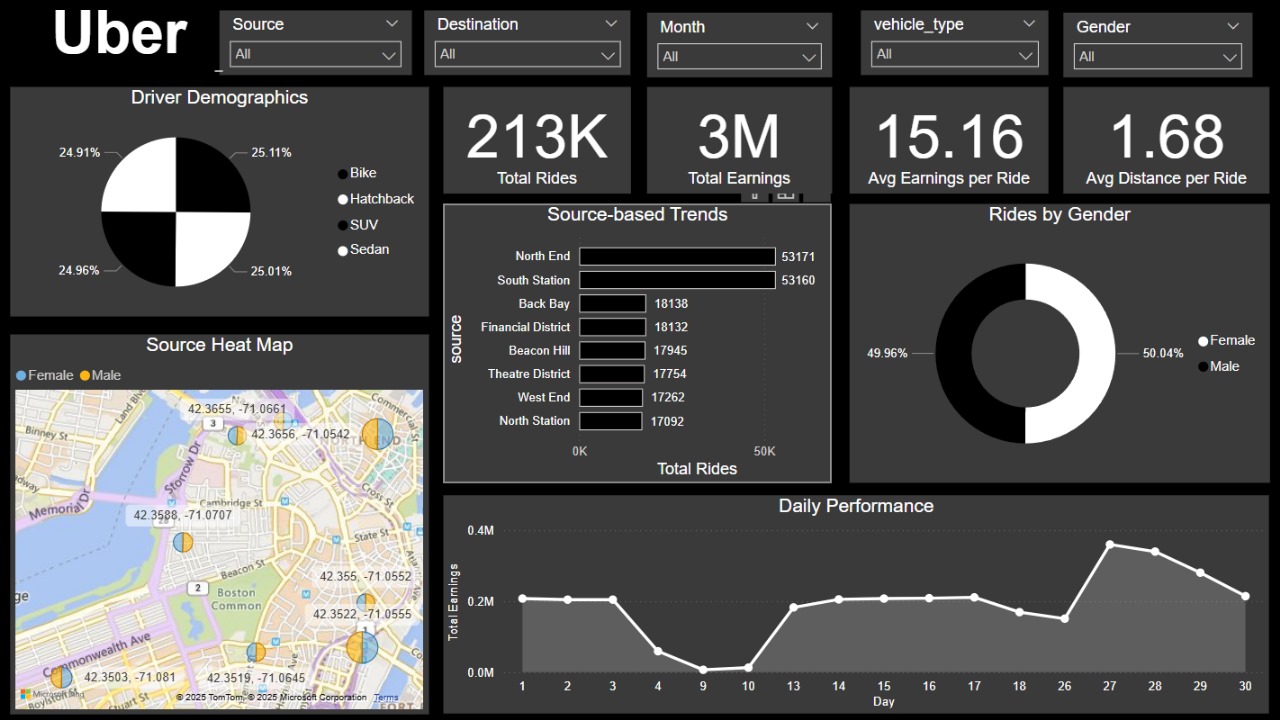 Uber
Source
All
Destination
All
Month
All
vehicle_type
All
Gender
All
Driver Demographics
24.91%
25.11%
24.96%
25.01%
Bike
Hatchback
SUV
Sedan
213K
Total Rides
3M
Total Earnings
15.16
Avg Earnings per Ride
1.68
Avg Distance per Ride
Source-based Trends
source
North End 53171
South Station 53160
Back Bay 18138
Financial District 18132
Beacon Hill 17945
Theatre District 17754
West End 17262
North Station 17092
0K 50K
Total Rides
Rides by Gender
49.96%
50.04%
Female
Male
Source Heat Map
Female Male
42.3655, -71.0661
3
42.3656, -71.0542
Commercial St
Binney St
Storrow Dr
Memorial Dr
Cross St
Cambridge St
42.3588, -71.0707
State St
Beacon St
2
Boston
Common
42.355, -71.0552
42.3522, -71.0555
1
Commonwealth Ave
42.3503, -71.081
42.3519, -71.0645
Boylston St
Stuart St
© 2025 TomTom, © 2025 Microsoft Corporation Terms
Daily Performance
Total Earnings
0.4M
0.2M
0.0M
1 2 3 4 9 10 13 14 15 16 17 18 26 27 28 29 30
Day